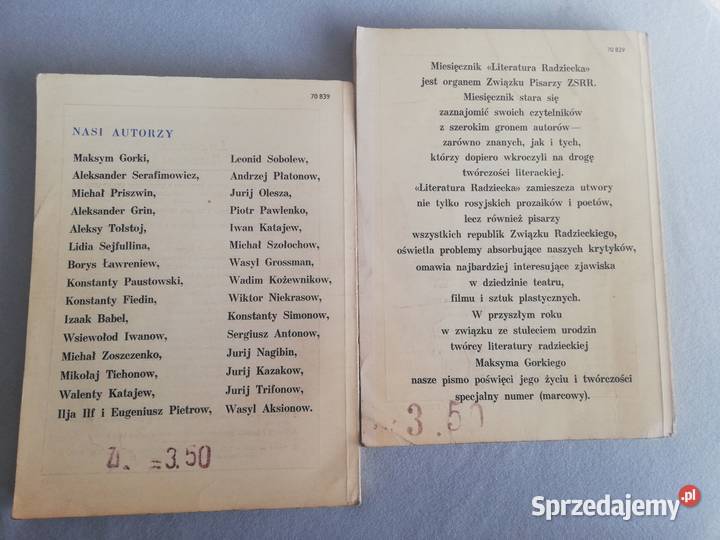 70 839
NASI AUTORZY
Maksym Gorki,
Aleksander Serafimowicz,
Michał Priszwin,
Aleksander Grin,
Aleksy Tołstoj,
Lidia Sejfullina,
Borys Ławreniew,
Konstanty Paustowski,
Konstanty Fiedin,
Izaak Babel,
Wsiewołod Iwanow,
Michał Zoszczenko,
Mikołaj Tichonow,
Walenty Katajew,
Ilja Ilf i Eugeniusz Pietrow,
Leonid Sobolew,
Andrzej Płatonow,
Jurij Olesza,
Piotr Pawlenko,
Iwan Katajew,
Michał Szołochow,
Wasyl Grossman,
Wadim Kożewnikow,
Wiktor Niekrasow,
Konstanty Simonow,
Sergiusz Antonow,
Jurij Nagibin,
Jurij Kazakow,
Jurij Trifonow,
Wasyl Aksionow.
=3.50
70 839
Miesięcznik «Literatura Radziecka»
jest organem Związku Pisarzy ZSRR.
Miesięcznik stara się
zaznajomić swoich czytelników
z szerokim gronem autorów—
zarówno znanych, jak i tych,
którzy dopiero wkroczyli na drogę
twórczości literackiej.
«Literatura Radziecka» zamieszcza utwory
nie tylko rosyjskich prozaików i poetów,
lecz również pisarzy
wszystkich republik Związku Radzieckiego,
oświetla problemy absorbujące naszych krytyków,
omawia najbardziej interesujące zjawiska
w dziedzinie teatru,
filmu i sztuk plastycznych.
W przyszłym roku
w związku ze stuleciem urodzin
twórcy literatury radzieckiej
Maksyma Gorkiego
nasze pismo poświęci jego życiu i twórczości
specjalny numer (marcowy).
3.50
Sprzedajemy.pl